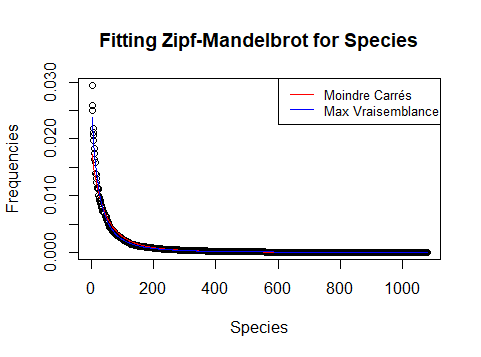 Fitting Zipf-Mandelbrot for Species
Moindre Carrés
Max Vraisemblance
Frequencies
0.030
0.020
0.010
0.000
0 200 400 600 800 1000
Species